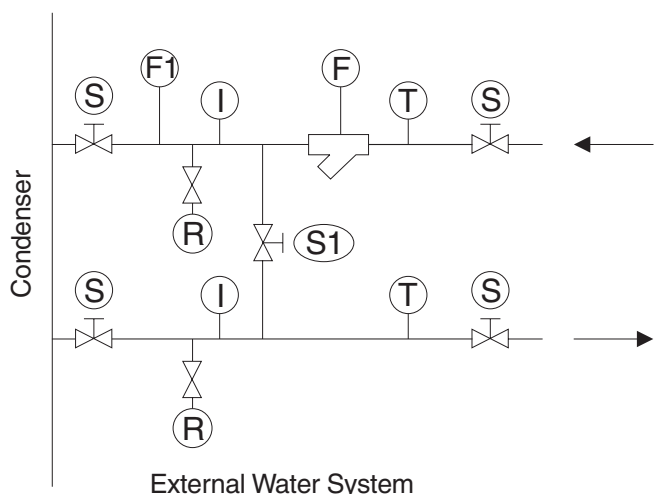 S F1 I F T S
R
S1
Condenser
S I T S
R
External Water System